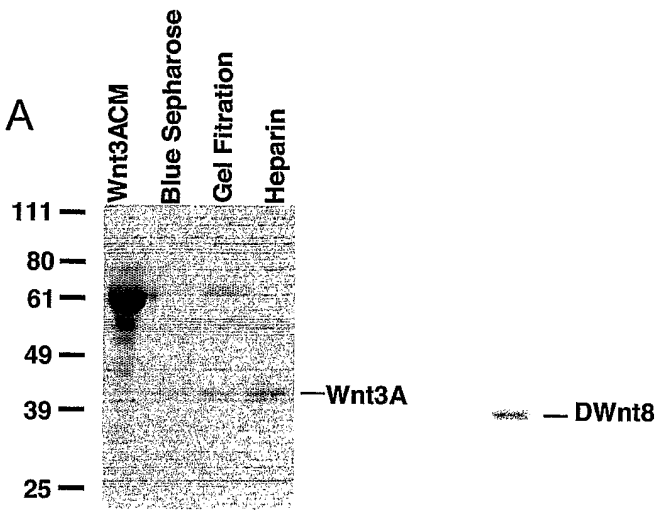 A
Wnt3ACM
Blue Sepharose
Gel Fitration
Heparin
111
80
61
49
39
25
Wnt3A
DWnt8